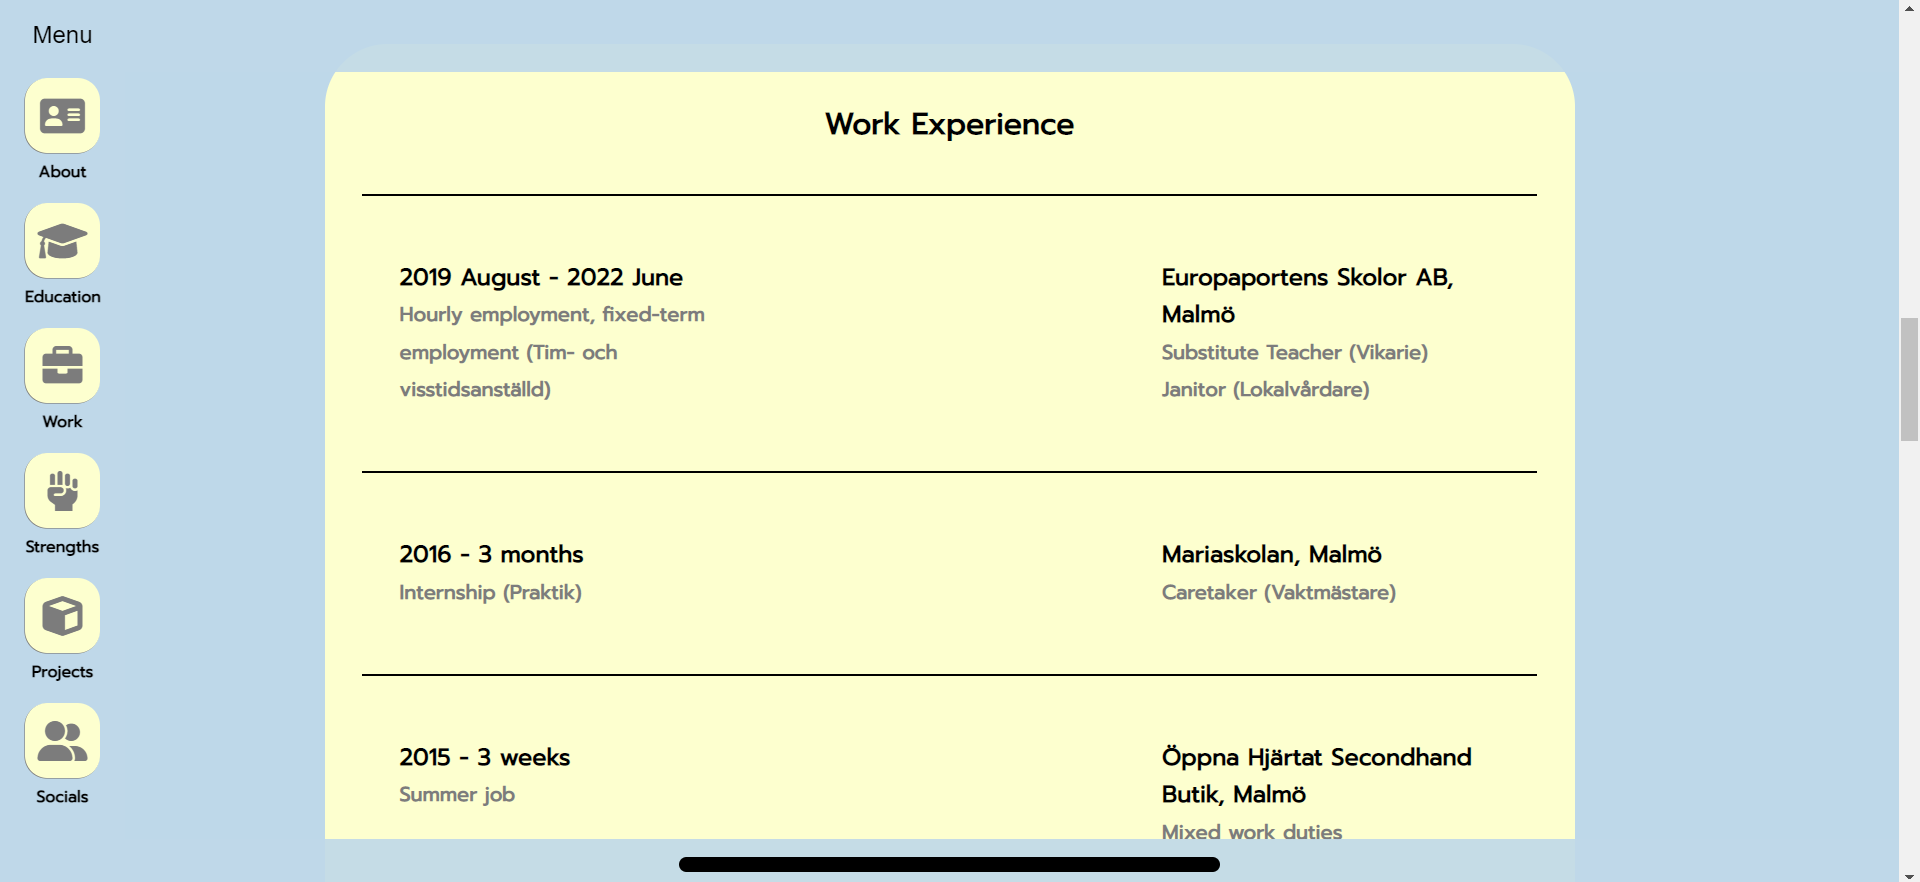 Menu
About
Education
Work
Strengths
Projects
Socials
Work Experience
2019 August - 2022 June
Hourly employment, fixed-term
employment (Tim- och
visstidsanställd)
Europaportens Skolor AB,
Malmö
Substitute Teacher (Vikarie)
Janitor (Lokalvårdare)
2016 - 3 months
Internship (Praktik)
Mariaskolan, Malmö
Caretaker (Vaktmästare)
2015 - 3 weeks
Summer job
Öppna Hjärtat Secondhand
Butik, Malmö
Mixed work duties